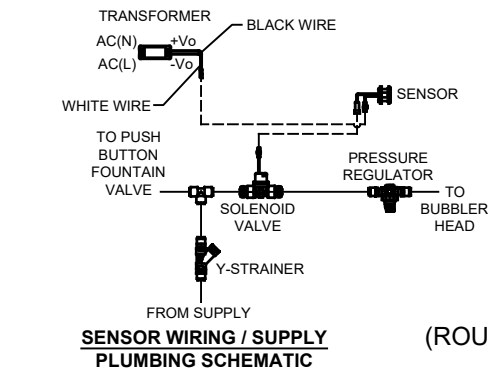 TRANSFORMER
BLACK WIRE
AC(N)
+Vo
AC(L)
-Vo
SENSOR
WHITE WIRE
TO PUSH
BUTTON
FOUNTAIN
VALVE
PRESSURE
REGULATOR
SOLENOID
VALVE
TO
BUBBLER
HEAD
Y-STRAINER
FROM SUPPLY
SENSOR WIRING / SUPPLY
PLUMBING SCHEMATIC
(ROU